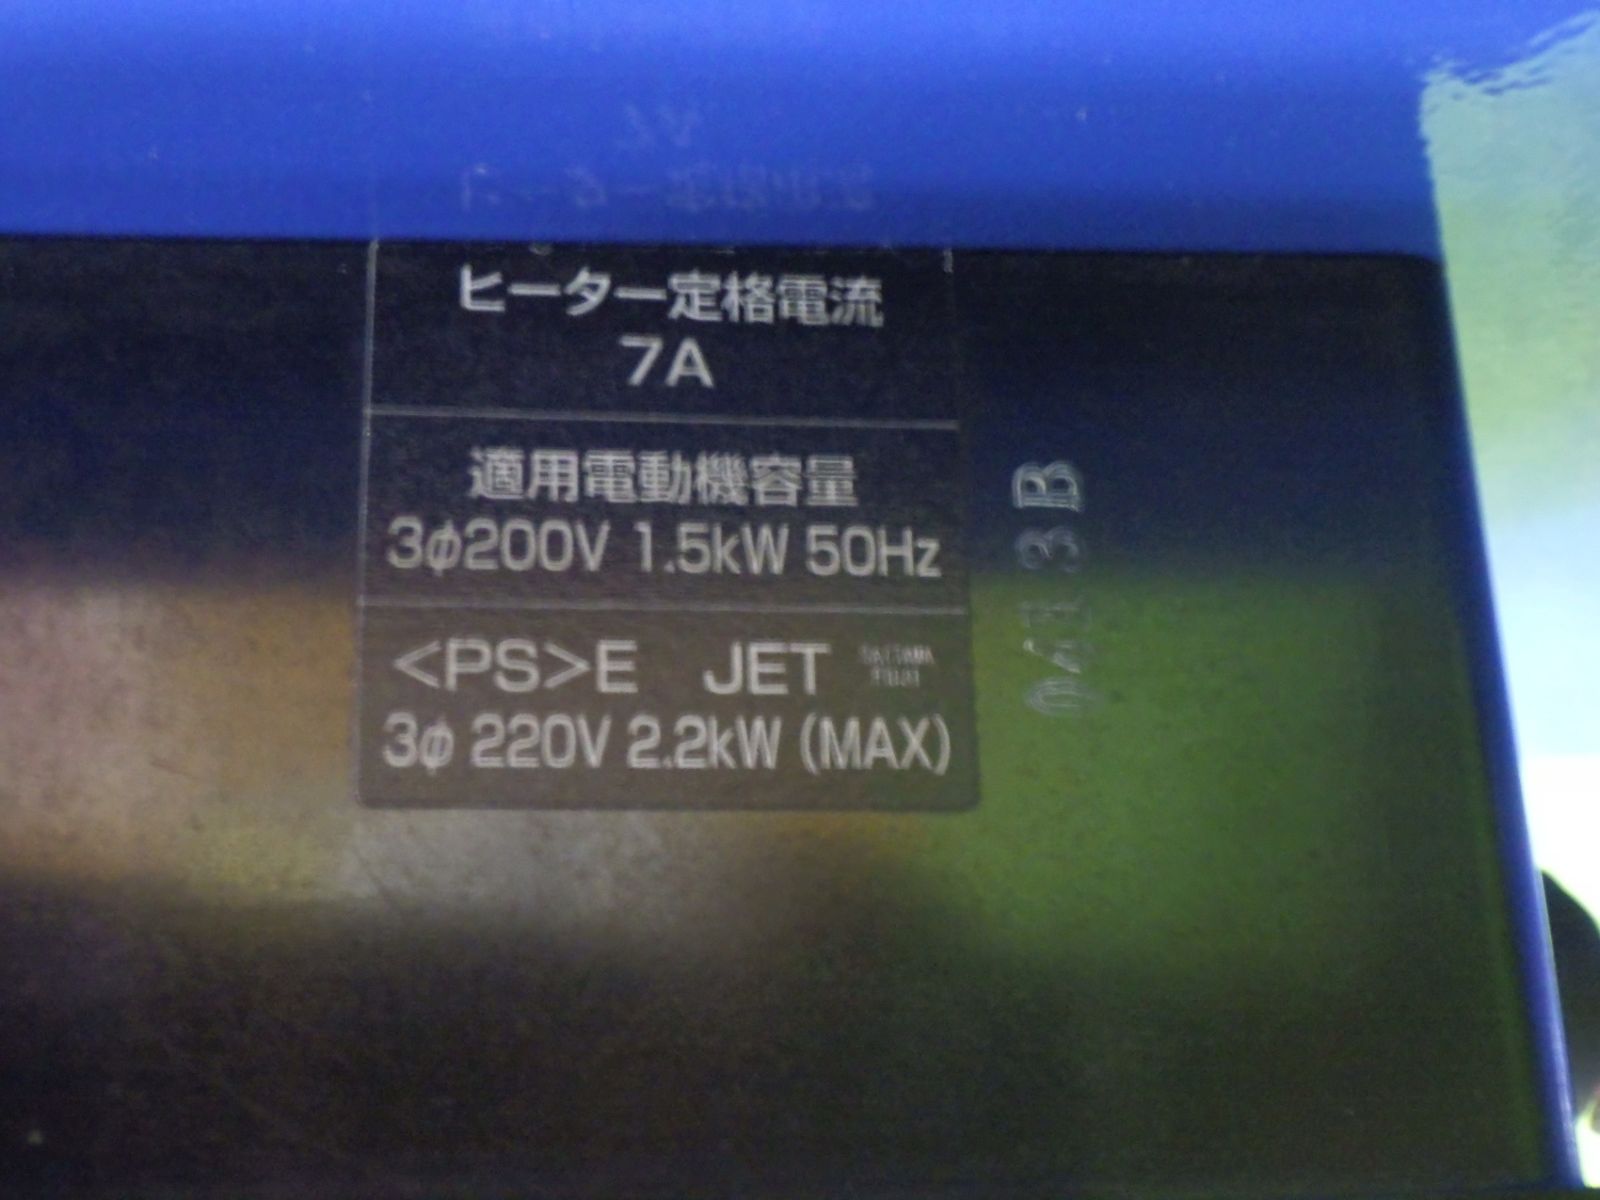 ヒーター定格電流
7A
適用電動機容量
3φ200V 1.5kW 50Hz
<PS>E JET
3φ 220V 2.2kW (MAX)